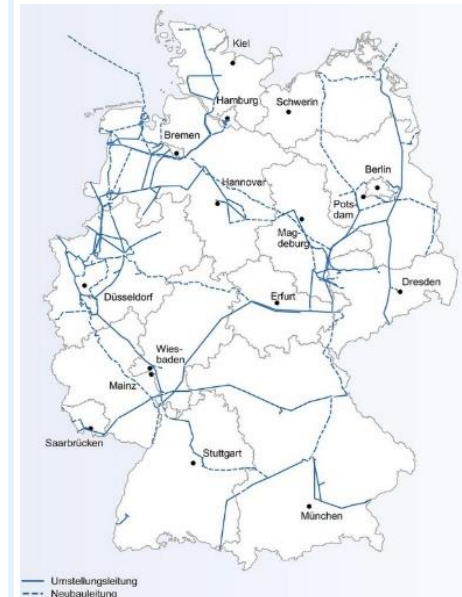 Kiel
Hamburg
Schwerin
Bremen
Berlin
Hannover
Pots-
dam
Mag-
deburg
Düsseldorf
Erfurt
Dresden
Wies-
baden
Mainz
Saarbrücken
Stuttgart
München
Umstellungsleitung
Neubauleitung